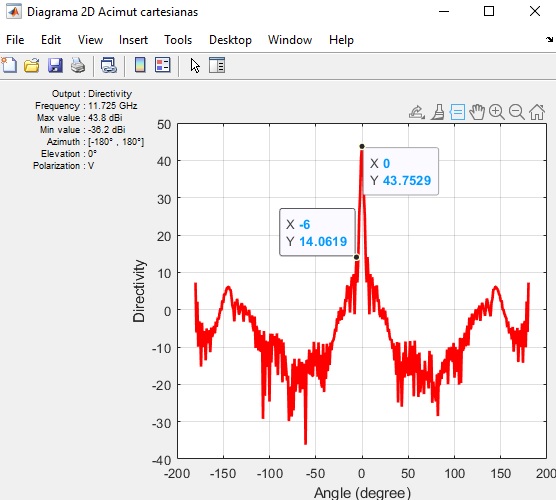 Diagrama 2D Acimut cartesianas
File Edit View Insert Tools Desktop Window Help
Output : Directivity
Frequency : 11.725 GHz
Max value : 43.8 dBi
Min value : -36.2 dBi
Azimuth : [-180° , 180°]
Elevation : 0°
Polarization : V
50
40
30
20
10
0
-10
-20
-30
-40
Directivity
X 0
Y 43.7529
X -6
Y 14.0619
-200 -150 -100 -50 0 50 100 150 200
Angle (degree)